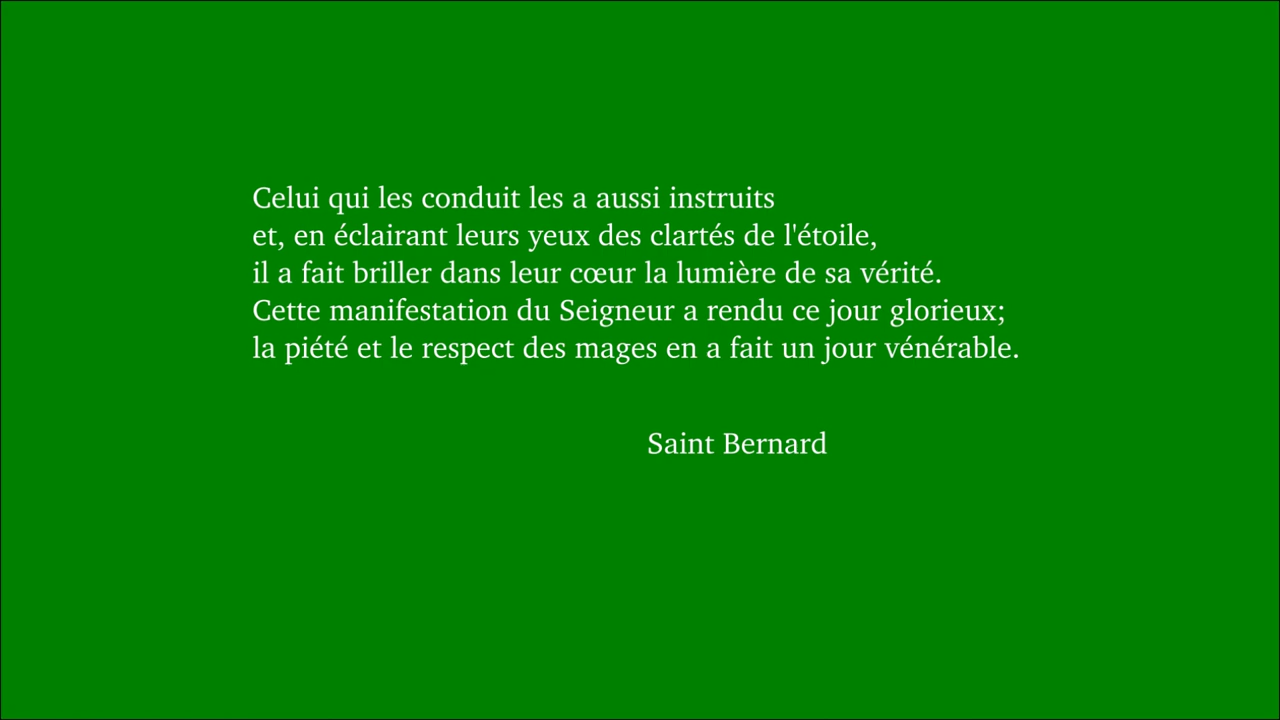 Celui qui les conduit les a aussi instruits
et, en éclairant leurs yeux des clartés de l'étoile,
il a fait briller dans leur cœur la lumière de sa vérité.
Cette manifestation du Seigneur a rendu ce jour glorieux;
la piété et le respect des mages en a fait un jour vénérable.
Saint Bernard